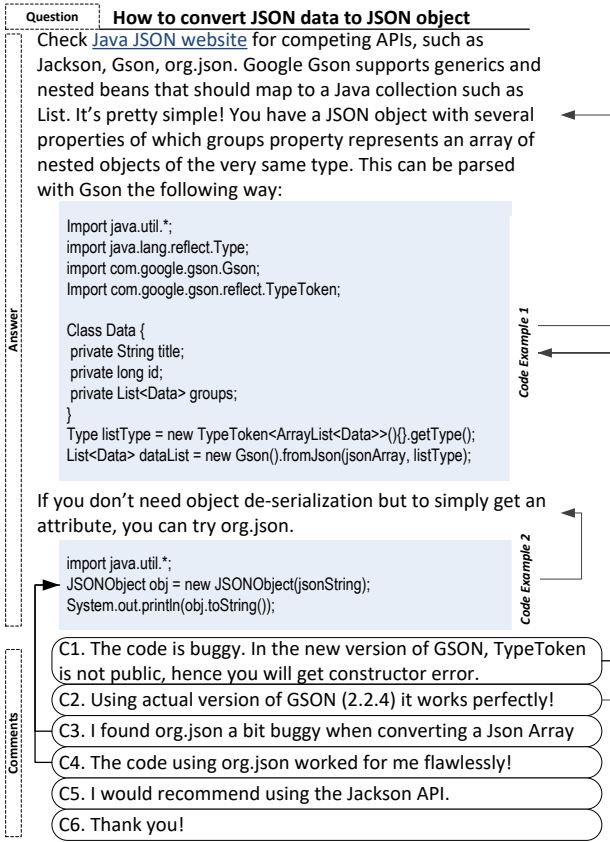 Question
How to convert JSON data to JSON object
Check Java JSON website for competing APIs, such as
Jackson, Gson, org.json. Google Gson supports generics and
nested beans that should map to a Java collection such as
List. It's pretty simple! You have a JSON object with several
properties of which groups property represents an array of
nested objects of the very same type. This can be parsed
with Gson the following way:
Import java.util.*;
import java.lang.reflect.Type;
import com.google.gson.Gson;
Import com.google.gson.reflect.TypeToken;
Class Data {
private String title;
private long id;
private List<Data> groups;
}
Type listType = new TypeToken<ArrayList<Data>>(){}.getType();
List<Data> dataList = new Gson().fromJson(jsonArray, listType);
Code Example 1
Answer
If you don't need object de-serialization but to simply get an
attribute, you can try org.json.
import java.util.*;
JSONObject obj = new JSONObject(jsonString);
System.out.println(obj.toString());
Code Example 2
Comments
C1. The code is buggy. In the new version of GSON, TypeToken
is not public, hence you will get constructor error.
C2. Using actual version of GSON (2.2.4) it works perfectly!
C3. I found org.json a bit buggy when converting a Json Array
C4. The code using org.json worked for me flawlessly!
C5. I would recommend using the Jackson API.
C6. Thank you!